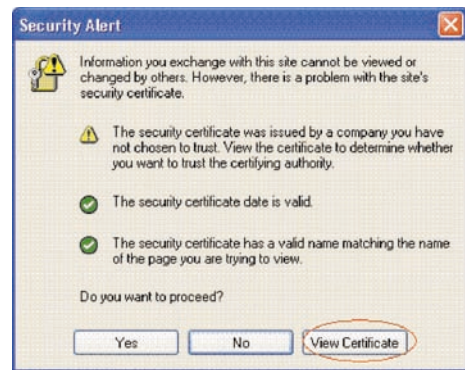 Security Alert
Information you exchange with this site cannot be viewed or
changed by others. However, there is a problem with the site's
security certificate.
The security certificate was issued by a company you have
not chosen to trust. View the certificate to determine whether
you want to trust the certifying authority.
The security certificate date is valid.
The security certificate has a valid name matching the name
of the page you are trying to view.
Do you want to proceed?
Yes No View Certificate